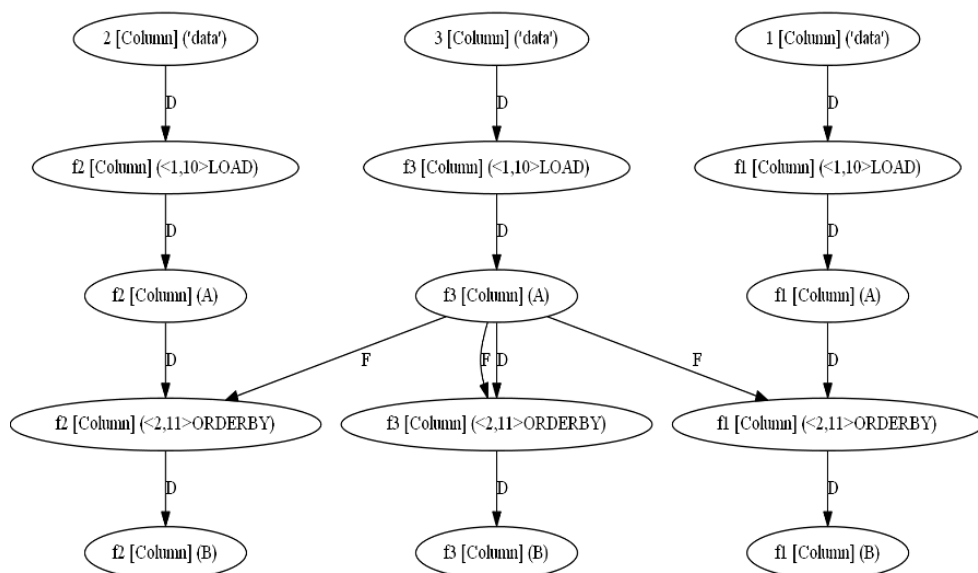 2 [Column] ('data')
3 [Column] ('data')
1 [Column] ('data')
D
D
D
f2 [Column] (<1,10>LOAD)
f3 [Column] (<1,10>LOAD)
f1 [Column] (<1,10>LOAD)
D
D
D
f2 [Column] (A)
f3 [Column] (A)
f1 [Column] (A)
D
F
F
D
F
D
f2 [Column] (<2,11>ORDERBY)
f3 [Column] (<2,11>ORDERBY)
f1 [Column] (<2,11>ORDERBY)
D
D
D
f2 [Column] (B)
f3 [Column] (B)
f1 [Column] (B)